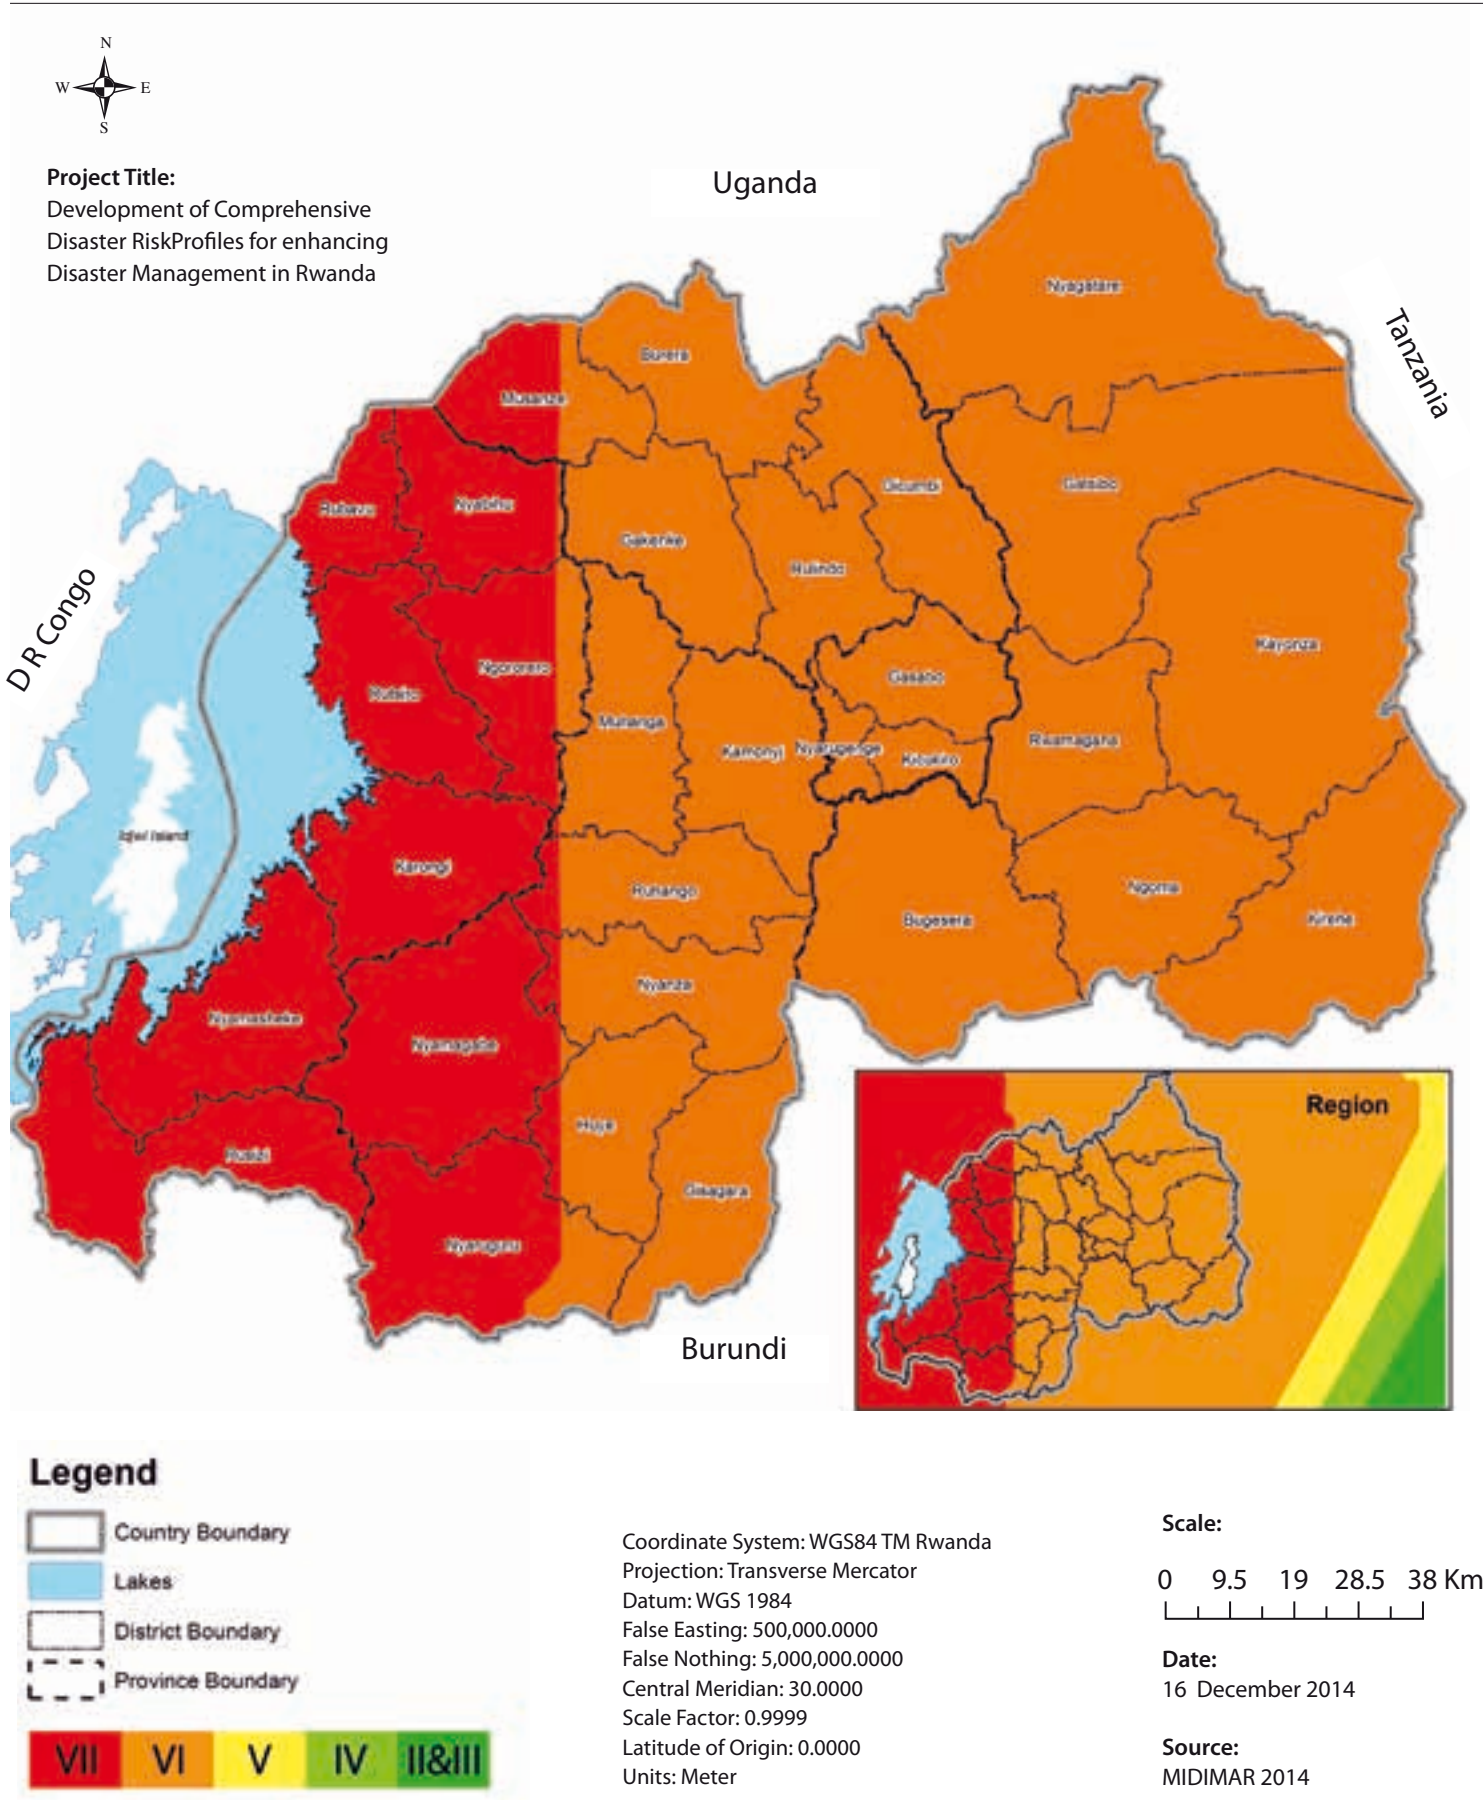 N
W E
S
Project Title:
Development of Comprehensive
Disaster RiskProfiles for enhancing
Disaster Management in Rwanda
Uganda
Tanzania
D R Congo
Burundi
Nyagatare
Burera
Musanze
Rubavu
Nyabihu
Gakenke
Gicumbi
Gatsibo
Rulindo
Kayonza
Ngororero
Rutsiro
Gasabo
Muhanga
Kamonyi
Nyarugenge
Kicukiro
Rwamagana
Idjwi Island
Karongi
Ruhango
Bugesera
Ngoma
Kirehe
Nyanza
Nyamasheke
Nyamagabe
Huye
Rusizi
Gisagara
Nyaruguru
Region
Legend
Country Boundary
Lakes
District Boundary
Province Boundary
VII VI V IV II&III
Coordinate System: WGS84 TM Rwanda
Projection: Transverse Mercator
Datum: WGS 1984
False Easting: 500,000.0000
False Nothing: 5,000,000.0000
Central Meridian: 30.0000
Scale Factor: 0.9999
Latitude of Origin: 0.0000
Units: Meter
Scale:
0 9.5 19 28.5 38 Km
Date:
16 December 2014
Source:
MIDIMAR 2014